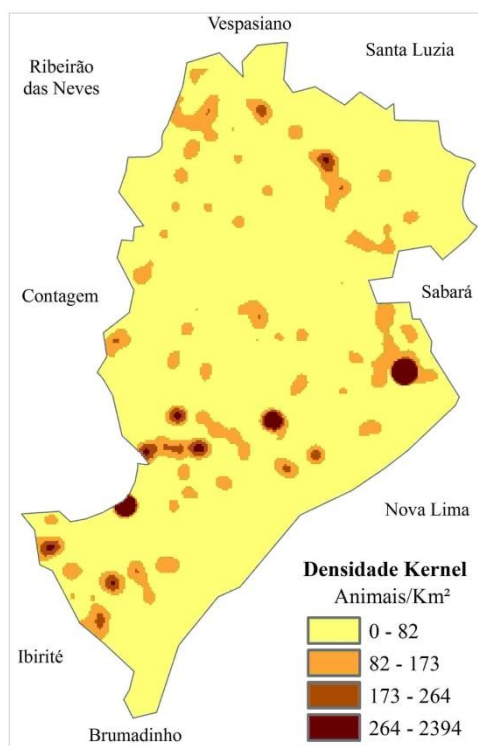 Vespasiano
Santa Luzia
Ribeirão
das Neves
Contagem
Sabará
Nova Lima
Ibirité
Brumadinho
Densidade Kernel
Animais/Km²
0 - 82
82 - 173
173 - 264
264 - 2394